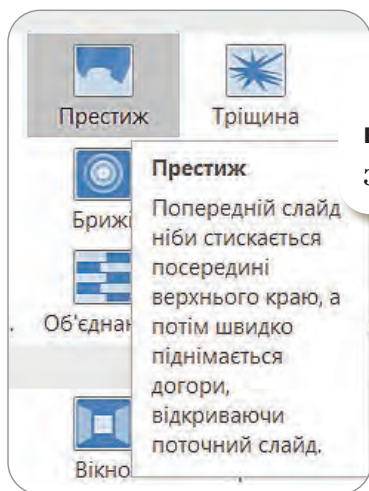 Престиж
Тріщина
Брижі
Об'єднан
Вікно
Престиж
Попередній слайд
ніби стискається
посередині
верхнього краю, а
потім швидко
піднімається
догори,
відкриваючи
поточний слайд.